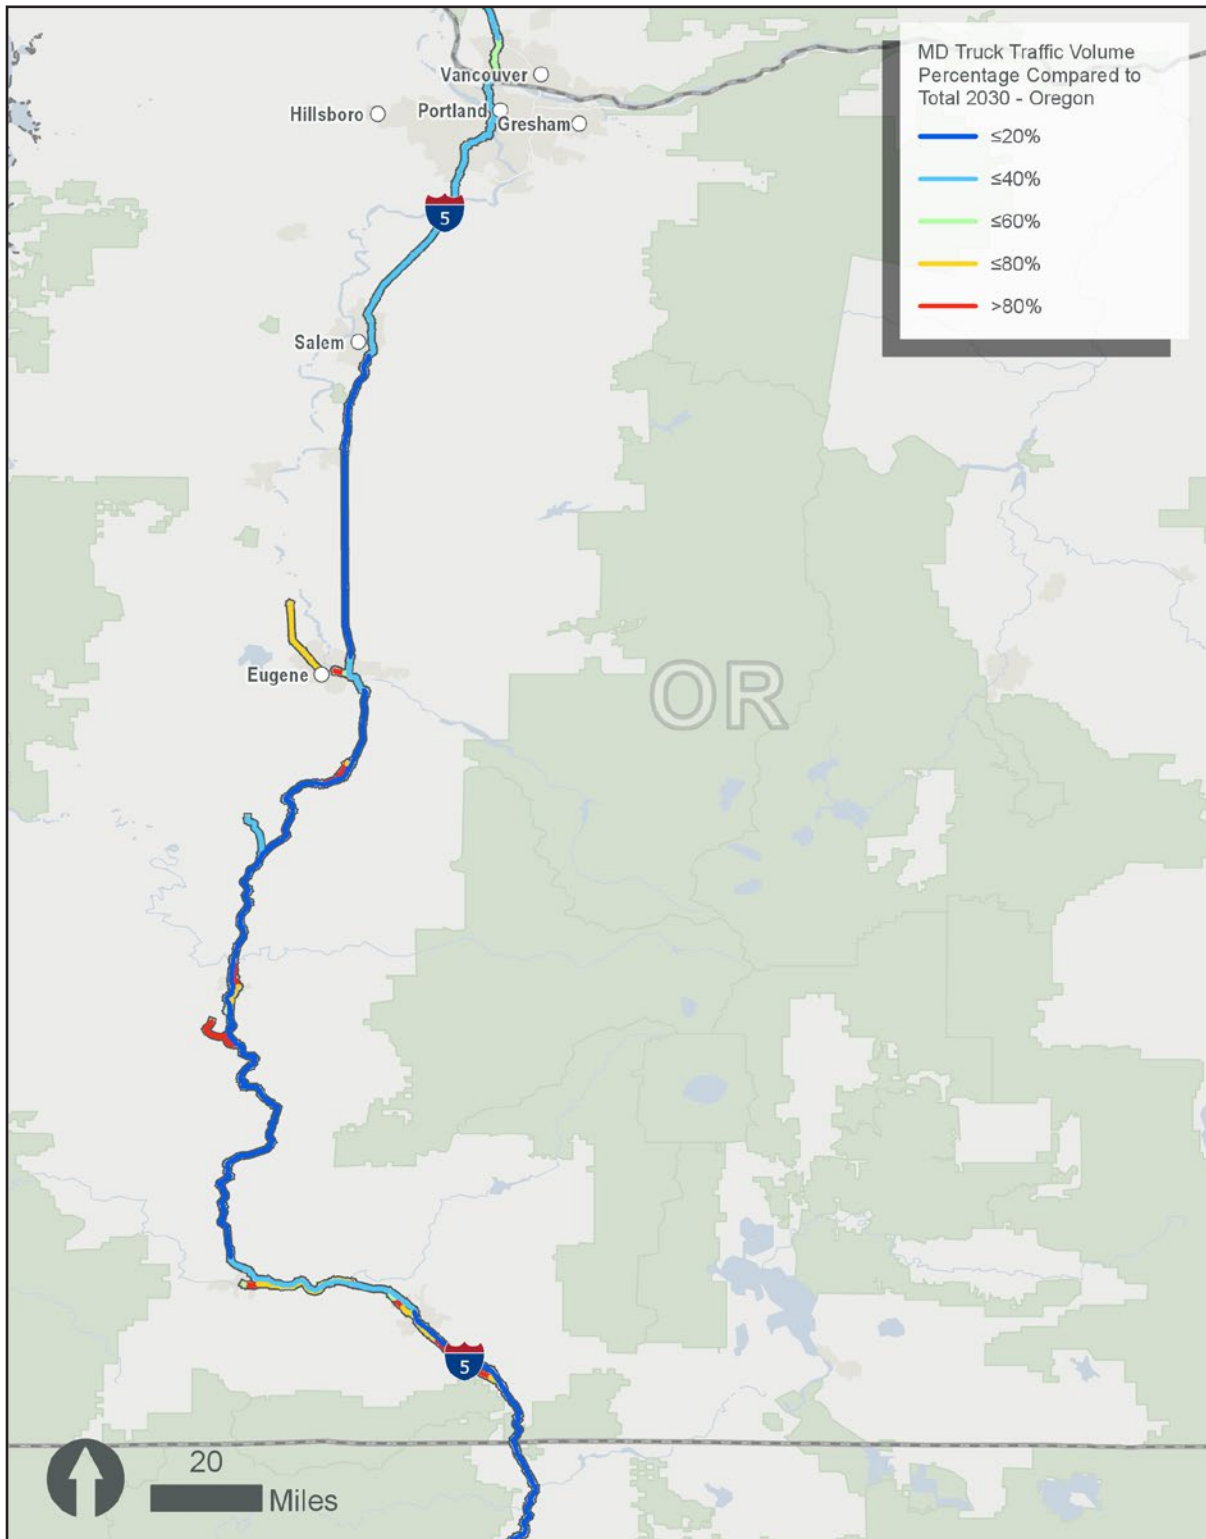 MD Truck Traffic Volume
Percentage Compared to
Total 2030 - Oregon
≤20%
≤40%
≤60%
≤80%
>80%
Vancouver
Hillsboro
Portland
Gresham
5
Salem
Eugene
OR
5
20
Miles